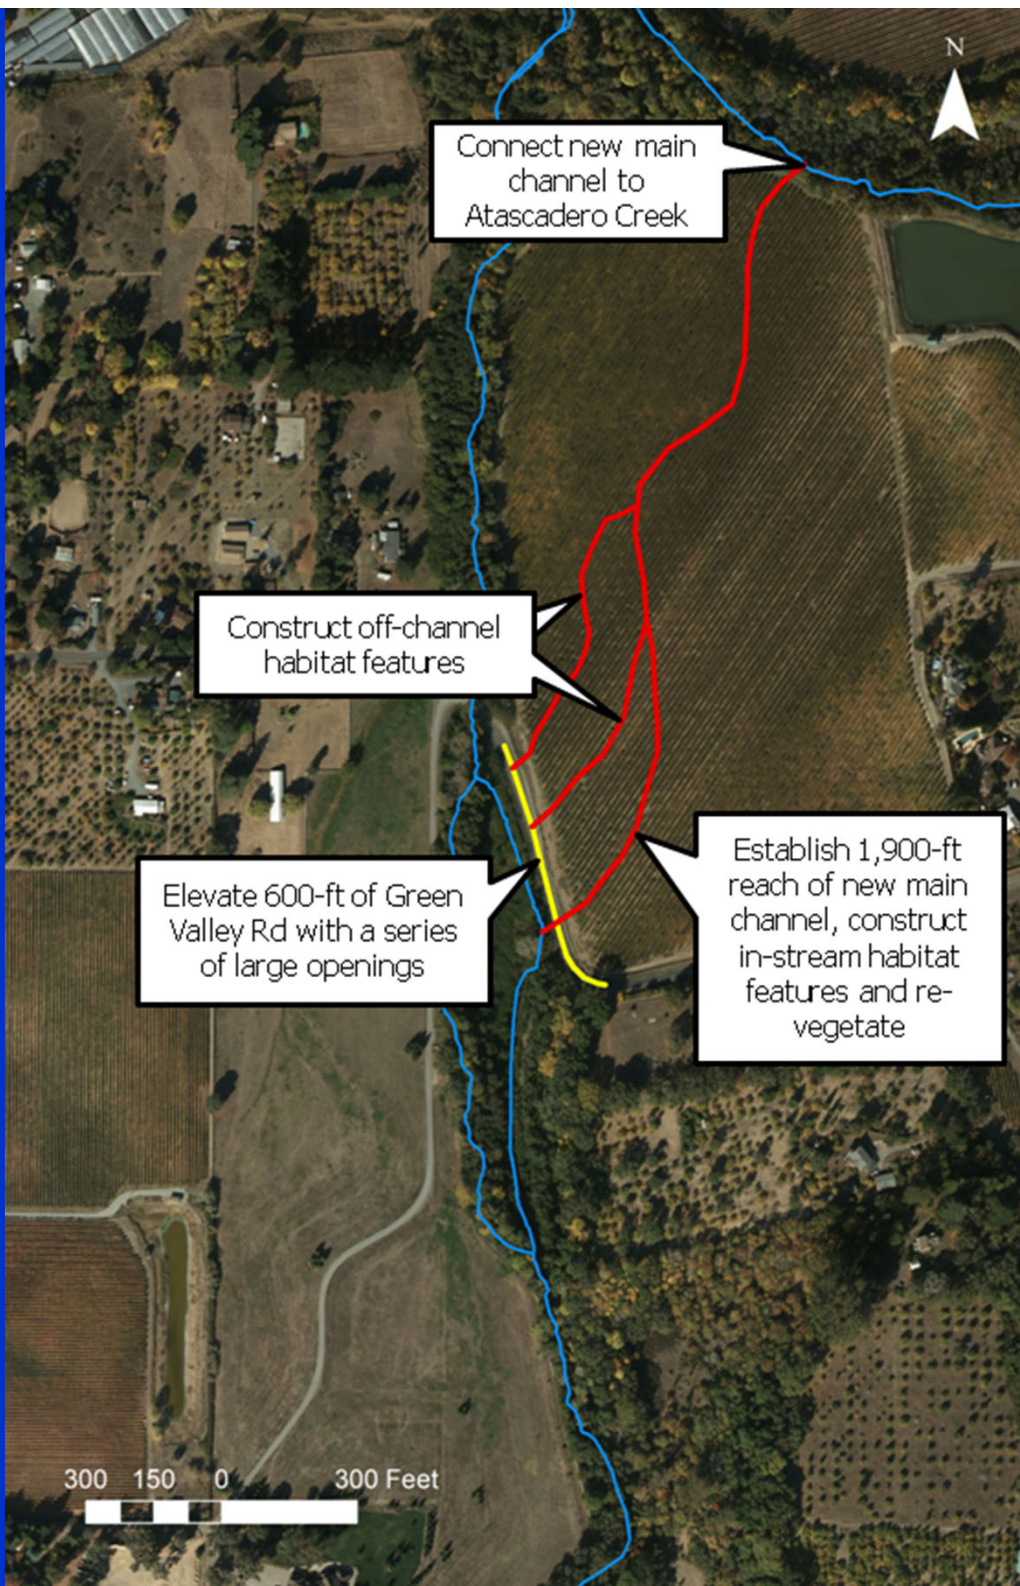 N
Connect new main
channel to
Atascadero Creek
Construct off-channel
habitat features
Elevate 600-ft of Green
Valley Rd with a series
of large openings
Establish 1,900-ft
reach of new main
channel, construct
in-stream habitat
features and re-
vegetate
300 150 0 300 Feet